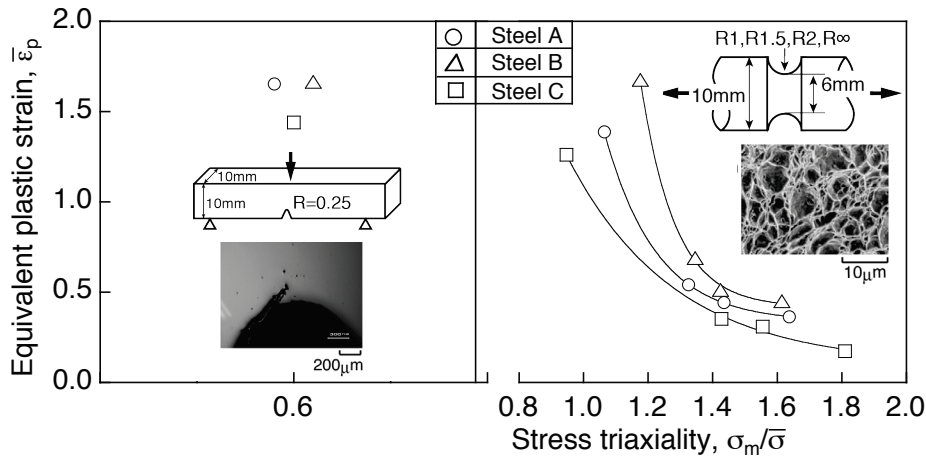 2.0
1.5
1.0
0.5
0.0
Equivalent plastic strain, ε̅p
Steel A
Steel B
Steel C
10mm
10mm
R=0.25
200μm
R1,R1.5,R2,R∞
10mm
6mm
10μm
0.6
0.8 1.0 1.2 1.4 1.6 1.8 2.0
Stress triaxiality, σm/σ̅